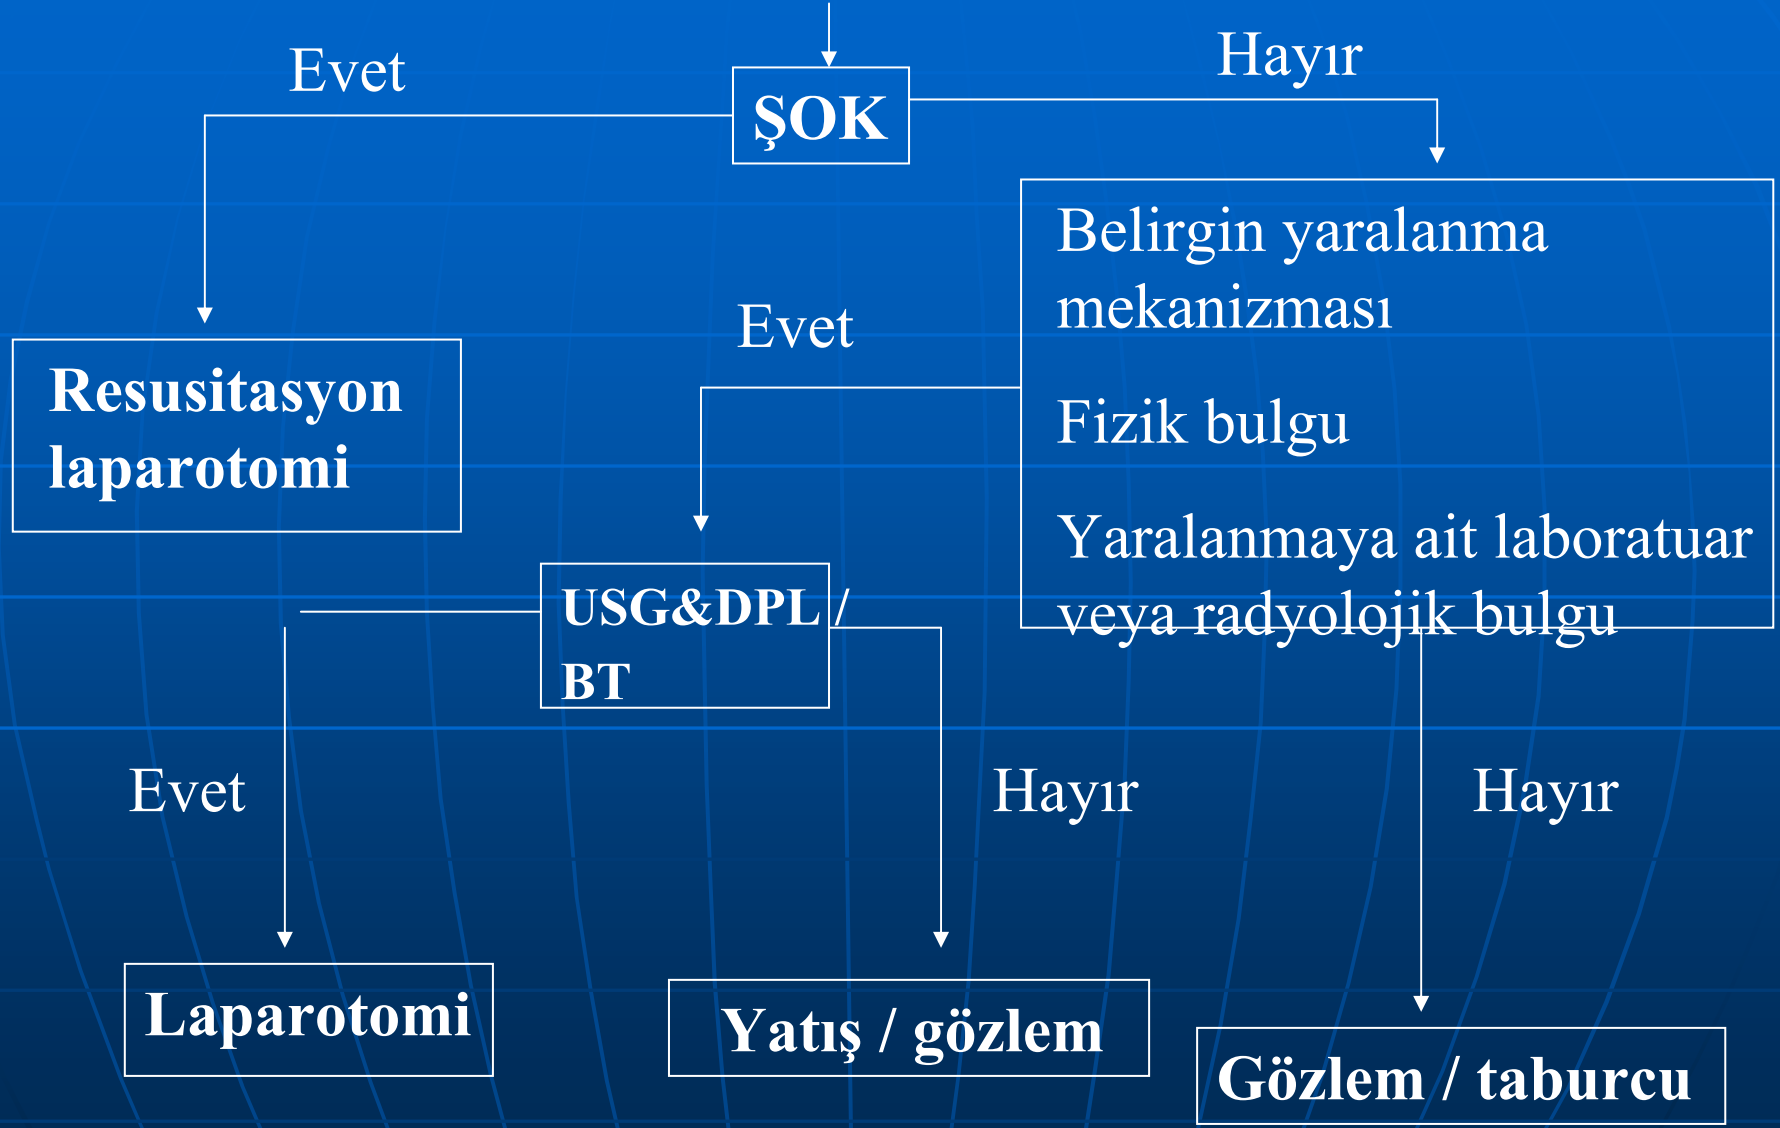 Evet
Hayır
ŞOK
Belirgin yaralanma
mekanizması
Evet
Fizik bulgu
Resusitasyon
laparotomi
Yaralanmaya ait laboratuar
veya radyolojik bulgu
USG&DPL /
BT
Evet
Hayır
Hayır
Laparotomi
Yatış / gözlem
Gözlem / taburcu